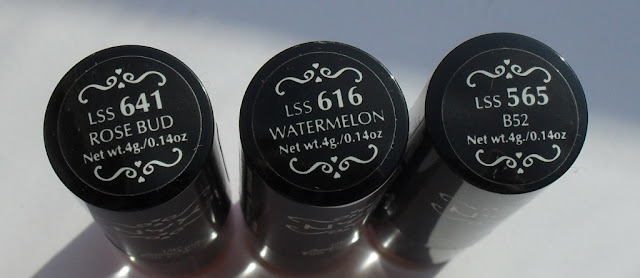 LSS 641
ROSE BUD
Net wt.4g./0.14oz
LSS 616
WATERMELON
Net wt.4g./0.14oz
LSS 565
B52
Net wt.4g./0.14oz
NYX